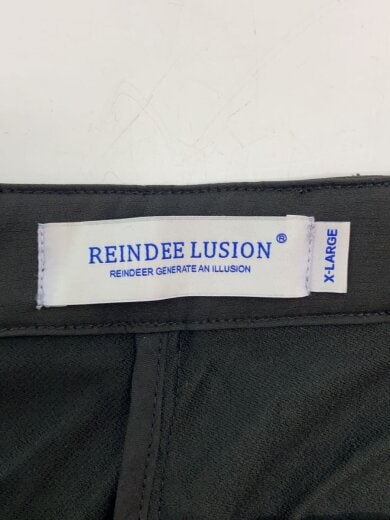 REINDEE LUSION®
REINDEER GENERATE AN ILLUSION
X-LARGE